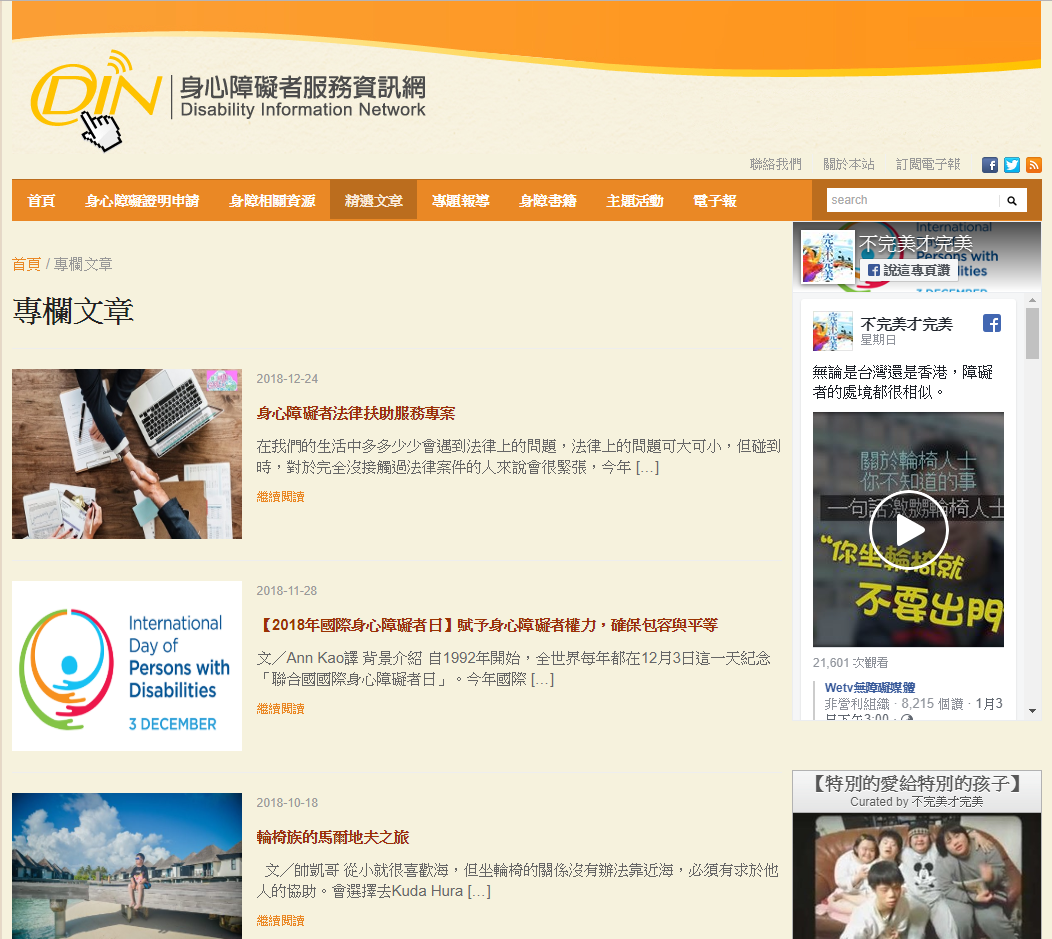 DIN
身心障礙者服務資訊網
Disability Information Network
聯絡我們 關於本站 訂閱電子報
首頁 身心障礙證明申請 身障相關資源 精選文章 專題報導 身障書籍 主題活動 電子報 search
首頁 / 專欄文章
專欄文章
2018-12-24
身心障礙者法律扶助服務專案
在我們的生活中多多少少會遇到法律上的問題，法律上的問題可大可小，但碰到
時，對於完全沒接觸過法律案件的人來說會很緊張，今年 [...]
繼續閱讀
International
Day of
Persons with
Disabilities
3 DECEMBER
2018-11-28
【2018年國際身心障礙者日】賦予身心障礙者權力，確保包容與平等
文／Ann Kao譯 背景介紹 自1992年開始，全世界每年都在12月3日這一天紀念
「聯合國國際身心障礙者日」。今年國際 [...]
繼續閱讀
2018-10-18
輪椅族的馬爾地夫之旅
文／帥凱哥 從小就很喜歡海，但坐輪椅的關係沒有辦法靠近海，必須有求於他
人的協助。會選擇去Kuda Hura [...]
繼續閱讀
International
不完美才完美
Persons with
說這專頁讚
3 DECEMBER
不完美才完美
星期日
無論是台灣還是香港，障礙
者的處境都很相似。
關於輪椅人士
你不知道的事
一句話激嬲輪椅人士
“你坐輪椅就
不要出門
21,601 次觀看
Wetv無障礙媒體
非營利組織 · 8,215 個讚 · 1月3
日下午3:00 ·
【特別的愛給特別的孩子】
Curated by 不完美才完美